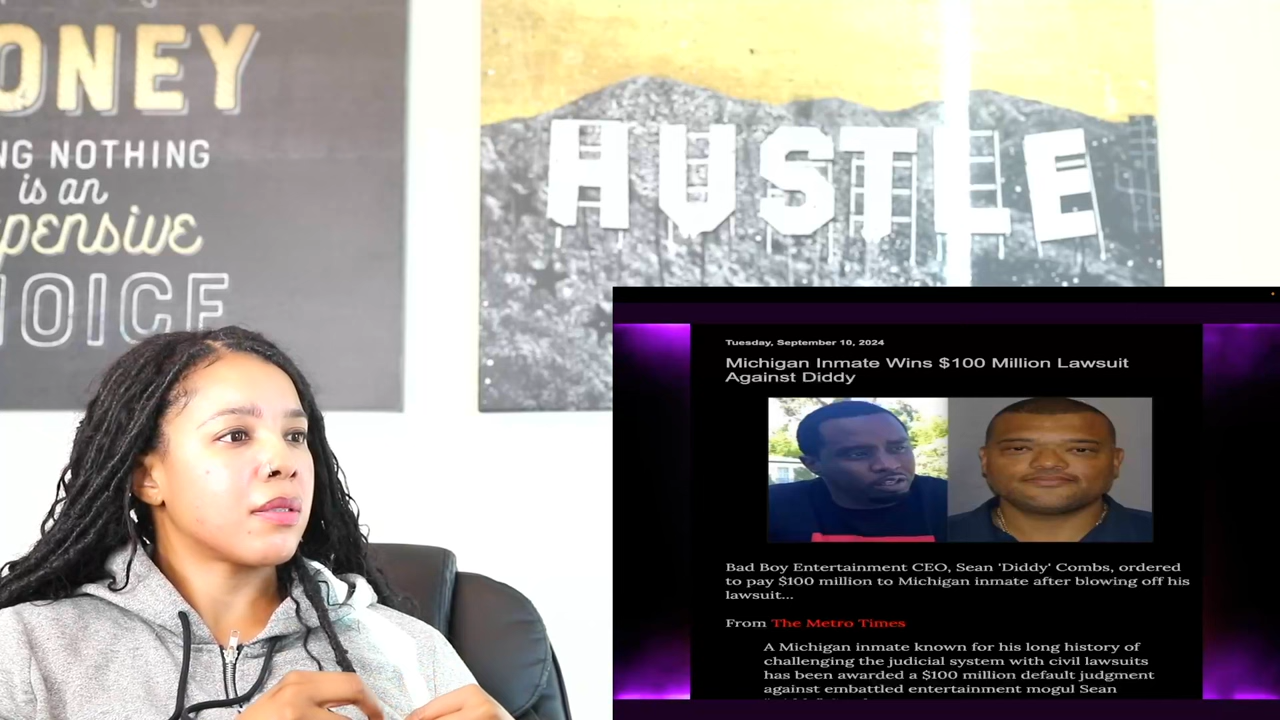 ONEY
NG NOTHING
is an
pensive
HOICE
HUSTLE
Tuesday, September 10, 2024
Michigan Inmate Wins $100 Million Lawsuit
Against Diddy
Bad Boy Entertainment CEO, Sean 'Diddy' Combs, ordered
to pay $100 million to Michigan inmate after blowing off his
lawsuit...
From The Metro Times
A Michigan inmate known for his long history of
challenging the judicial system with civil lawsuits
has been awarded a $100 million default judgment
against embattled entertainment mogul Sean